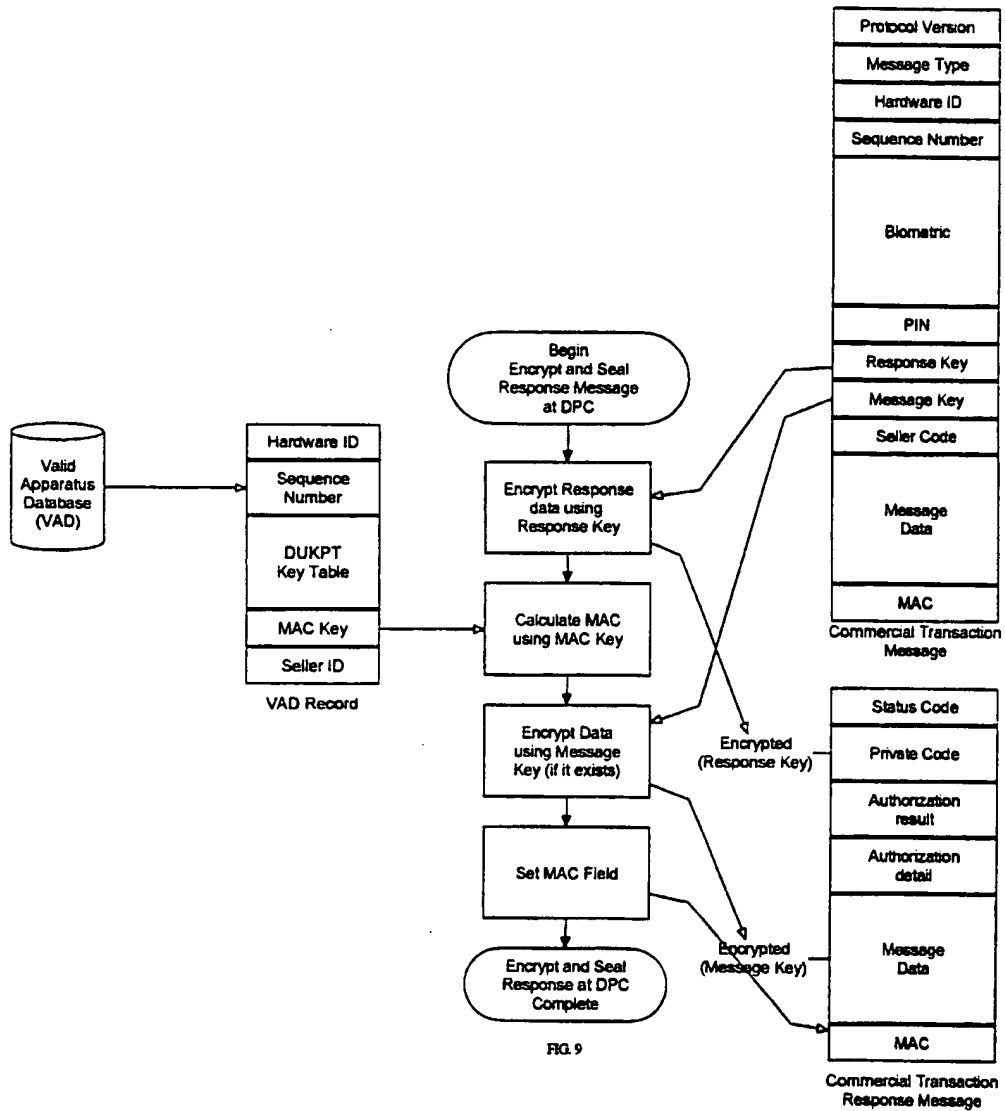 Protocol Version
Message Type
Hardware ID
Sequence Number
Biometric
PIN
Response Key
Message Key
Seller Code
Message
Data
MAC
Commercial Transaction
Message
Begin
Encrypt and Seal
Response Message
at DPC
Encrypt Response
data using
Response Key
Calculate MAC
using MAC Key
Encrypt Data
using Message
Key (if it exists)
Set MAC Field
Encrypt and Seal
Response at DPC
Complete
Valid
Apparatus
Database
(VAD)
Hardware ID
Sequence
Number
DUKPT
Key Table
MAC Key
Seller ID
VAD Record
Encrypted
(Response Key)
Encrypted
(Message Key)
Status Code
Private Code
Authorization
result
Authorization
detail
Message
Data
MAC
Commercial Transaction
Response Message
FIG. 9